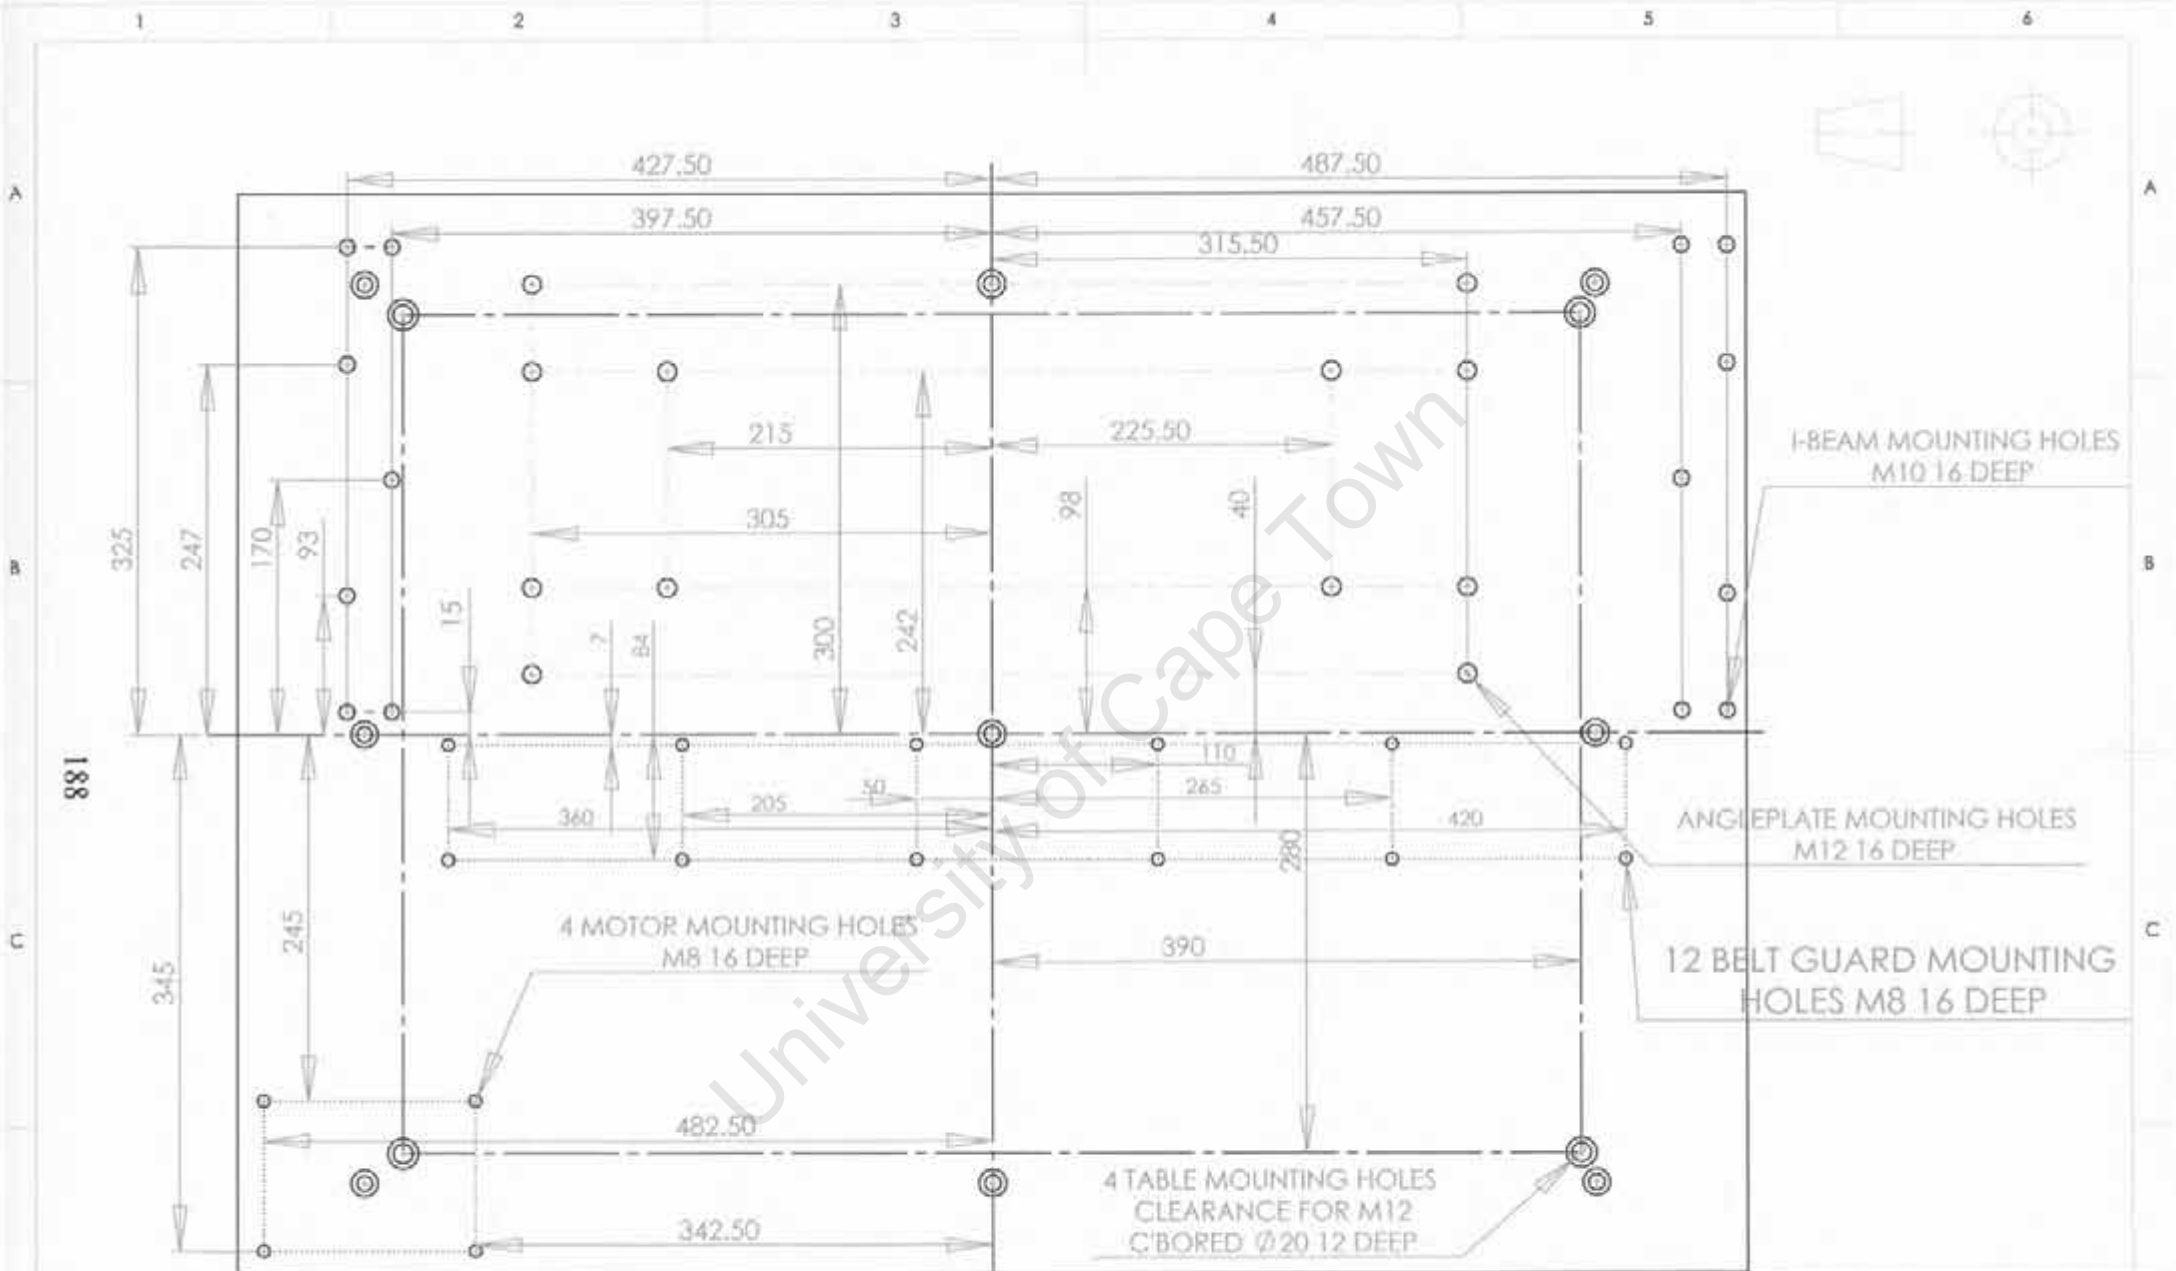 1 2 3 4 5 6
A
A
427.50
487.50
397.50
457.50
315.50
215
225.50
I-BEAM MOUNTING HOLES
M10 16 DEEP
98
40
305
325
247
170
93
B
B
15
7
84
300
242
188
110
50
265
205
360
420
280
ANGLEPLATE MOUNTING HOLES
M12 16 DEEP
4 MOTOR MOUNTING HOLES
M8 16 DEEP
245
345
390
C
C
12 BELT GUARD MOUNTING
HOLES M8 16 DEEP
482.50
342.50
4 TABLE MOUNTING HOLES
CLEARANCE FOR M12
C'BORED Ø20 12 DEEP
University of Cape Town